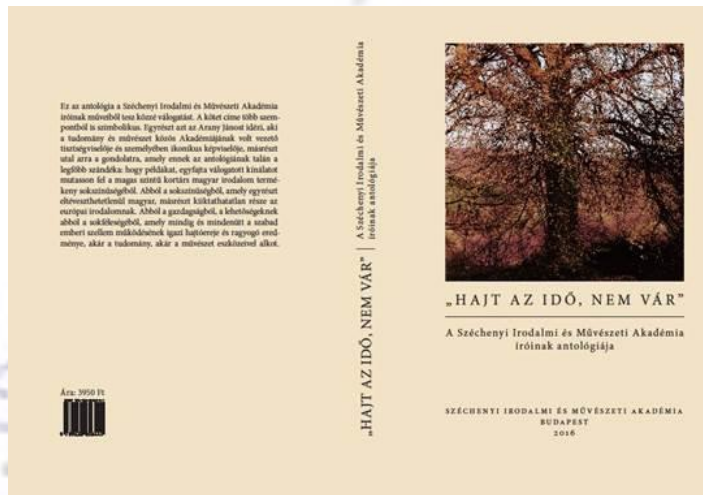 Ez az antológia a Széchenyi Irodalmi és Művészeti Akadémia
íróinak műveiből tesz közzé válogatást. A kötet címe több szem-
pontból is szimbolikus. Egyrészt azt az Arany Jánost idézi, aki
a tudomány és művészet közös Akadémiájának volt vezető
tisztségviselője és személyében ikonikus képviselője, másrészt
utal arra a gondolatra, amely ennek az antológiának talán a
legfőbb szándéka: hogy példákat, egyfajta válogatott kínálatot
mutasson fel a magas szintű kortárs magyar irodalom termé-
keny sokszínűségéből. Abból a sokszínűségből, amely egyrészt
eltéveszthetetlenül magyar, másrészt kiiktathatatlan része az
európai irodalomnak. Abból a gazdagságból, a lehetőségeknek
abból a sokféleségéből, amely mindig és mindenütt a szabad
emberi szellem működésének igazi hajtóereje és ragyogó ered-
ménye, akár a tudomány, akár a művészet eszközeivel alkot.
Ára: 3950 Ft
„HAJT AZ IDŐ, NEM VÁR”
A Széchenyi Irodalmi és Művészeti Akadémia
íróinak antológiája
„HAJT AZ IDŐ, NEM VÁR”
A Széchenyi Irodalmi és Művészeti Akadémia
íróinak antológiája
SZÉCHENYI IRODALMI ÉS MŰVÉSZETI AKADÉMIA
BUDAPEST
2016